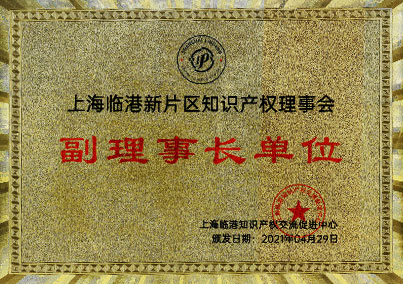 上海临港新片区知识产权理事会
副理事长单位
上海临港知识产权交流促进中心
颁发日期：2021年04月29日